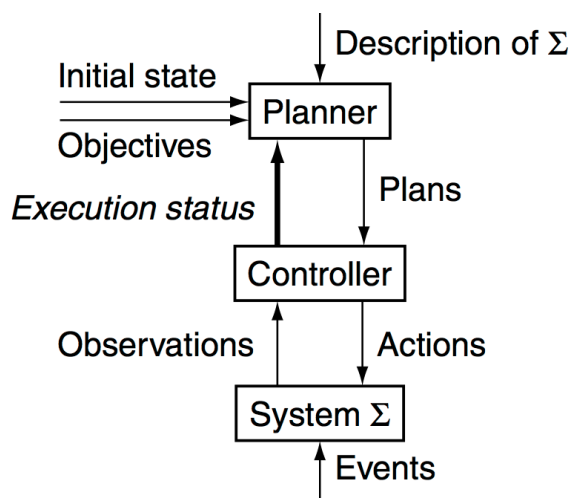 Description of Σ
Initial state
Planner
Objectives
Execution status
Plans
Controller
Observations
Actions
System Σ
Events